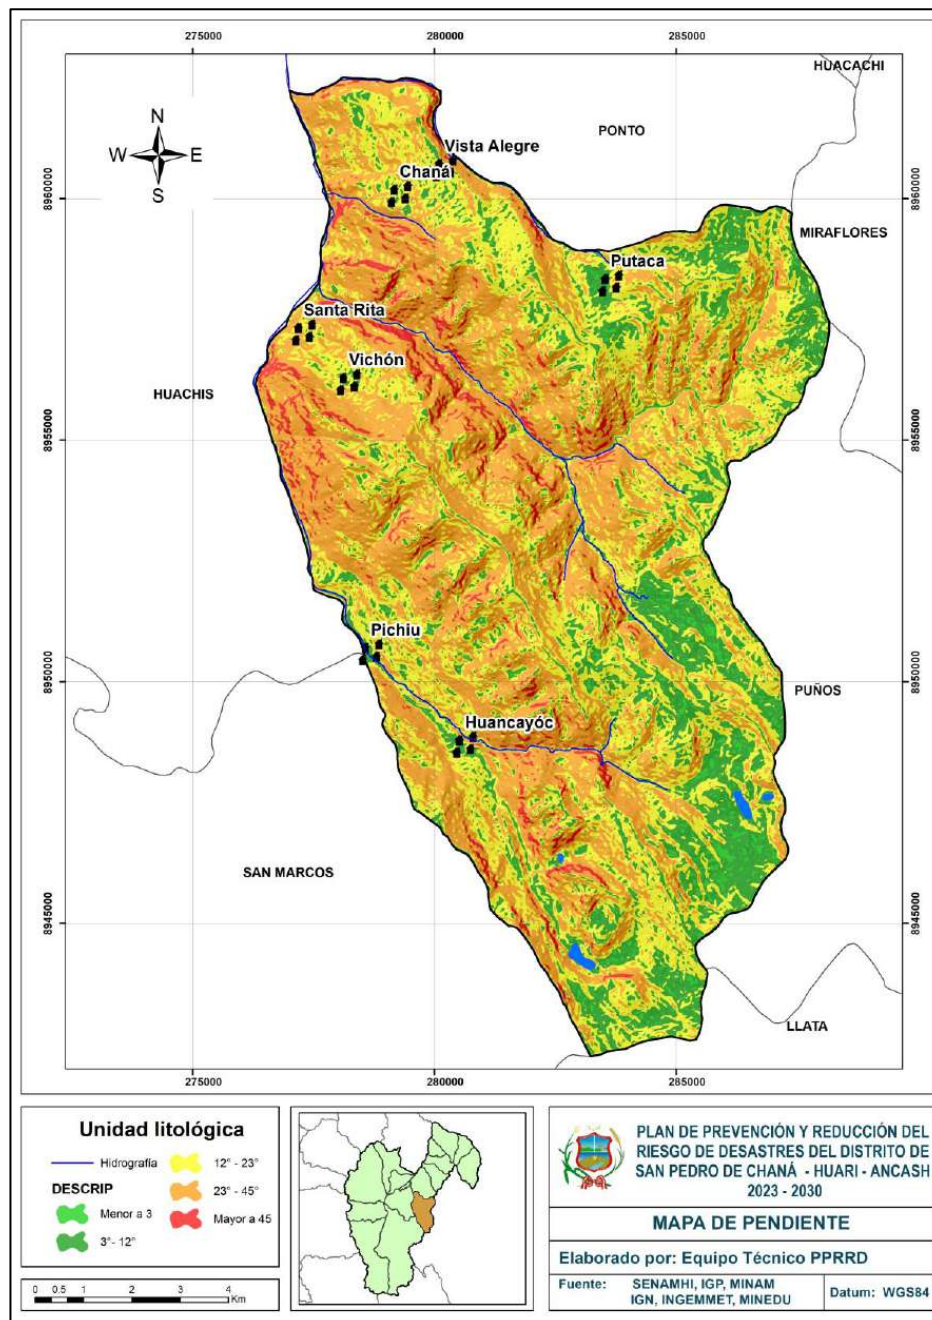 275000 280000 285000
HUACACHI
N
W E
S
PONTO
Vista Alegre
Chaná
8960000 8960000
MIRAFLORES
Putaca
Santa Rita
Vichón
HUACHIS
8955000 8955000
Pichiu
8950000 8950000
PUÑOS
Huancayóc
SAN MARCOS
8945000 8945000
LLATA
275000 280000 285000
Unidad litológica
Hidrografía
DESCRIP
Menor a 3
3°- 12°
12° - 23°
23° - 45°
Mayor a 45
0 0.5 1 2 3 4
Km
PLAN DE PREVENCIÓN Y REDUCCIÓN DEL
RIESGO DE DESASTRES DEL DISTRITO DE
SAN PEDRO DE CHANÁ - HUARI - ANCASH
2023 - 2030
MAPA DE PENDIENTE
Elaborado por: Equipo Técnico PPRRD
Fuente: SENAMHI, IGP, MINAM
IGN, INGEMMET, MINEDU
Datum: WGS84